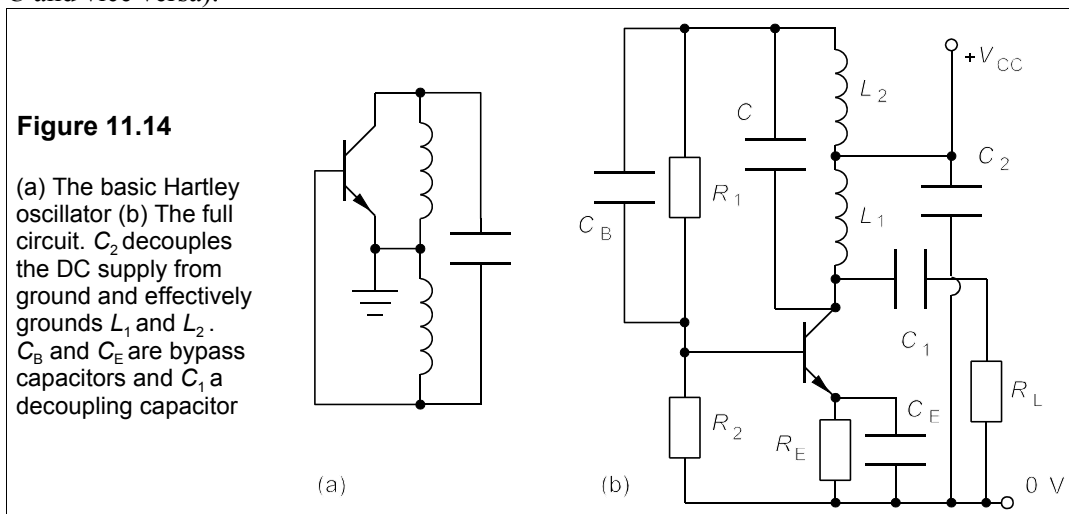 C and vice versa).
Figure 11.14
(a) The basic Hartley
oscillator (b) The full
circuit. C2 decouples
the DC supply from
ground and effectively
grounds L1 and L2 .
CB and CE are bypass
capacitors and C1 a
decoupling capacitor
(a)
+VCC
L2
C
C2
R1
L1
CB
C1
RL
CE
R2
RE
(b)
0 V